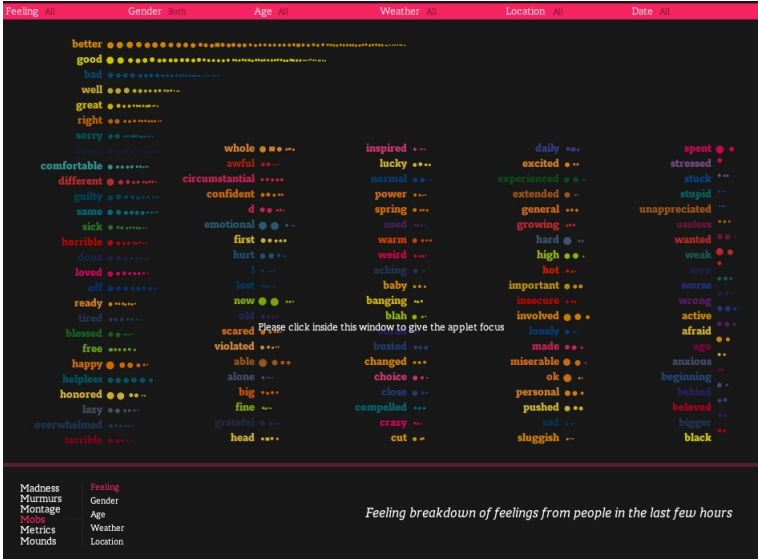 Feeling All Gender Both Age All Weather All Location All Date All
better
good
bad
well
great
right
sorry
comfortable
different
guilty
same
sick
horrible
done
loved
off
ready
tired
blessed
free
happy
helpless
honored
lazy
overwhelmed
terrible
whole
awful
circumstantial
confident
d
emotional
first
hurt
l
lost
new
old
scared
violated
able
alone
big
fine
grateful
head
inspired
lucky
normal
power
spring
used
warm
weird
aching
baby
banging
blah
busted
changed
choice
close
compelled
crazy
cut
daily
excited
experienced
extended
general
growing
hard
high
hot
important
insecure
involved
lonely
made
miserable
ok
personal
pushed
sad
sluggish
spent
stressed
stuck
stupid
unappreciated
useless
wanted
weak
won
worse
wrong
active
afraid
ago
anxious
beginning
behind
beloved
bigger
black
Please click inside this window to give the applet focus
Madness
Murmurs
Montage
Mobs
Metrics
Mounds
Feeling
Gender
Age
Weather
Location
Feeling breakdown of feelings from people in the last few hours